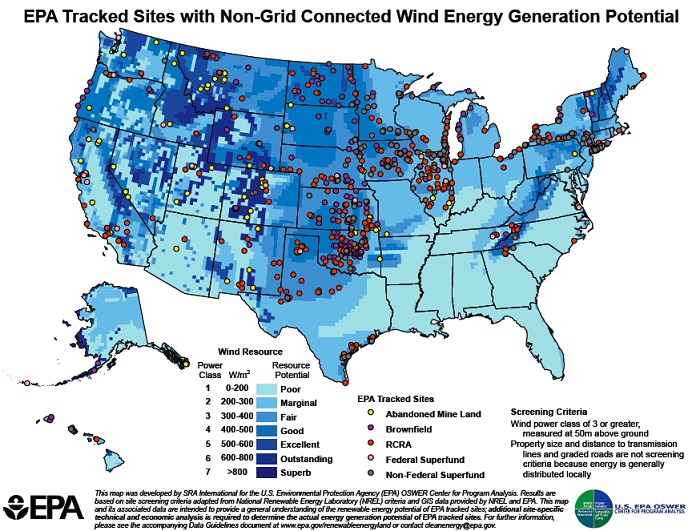 EPA Tracked Sites with Non-Grid Connected Wind Energy Generation Potential
Wind Resource
Power Class W/m² Resource Potential
1 0-200 Poor
2 200-300 Marginal
3 300-400 Fair
4 400-500 Good
5 500-600 Excellent
6 600-800 Outstanding
7 >800 Superb
EPA Tracked Sites
Abandoned Mine Land
Brownfield
RCRA
Federal Superfund
Non-Federal Superfund
Screening Criteria
Wind power class of 3 or greater,
measured at 50m above ground
Property size and distance to transmission
lines and graded roads are not screening
criteria because energy is generally
distributed locally
EPA
This map was developed by SRA International for the U.S. Environmental Protection Agency (EPA) OSWER Center for Program Analysis. Results are
based on site screening criteria adapted from National Renewable Energy Laboratory (NREL) criteria and GIS data provided by NREL and EPA. This map
and its associated data are intended to provide a general understanding of the renewable energy potential of EPA tracked sites; additional site-specific
technical and economic analysis is required to determine the actual energy generation potential of EPA tracked sites. For further information,
please see the accompanying Data Guidelines document at www.epa.gov/renewableenergyland or contact cleanenergy@epa.gov.
U.S. EPA OSWER
CENTER FOR PROGRAM ANALYSIS